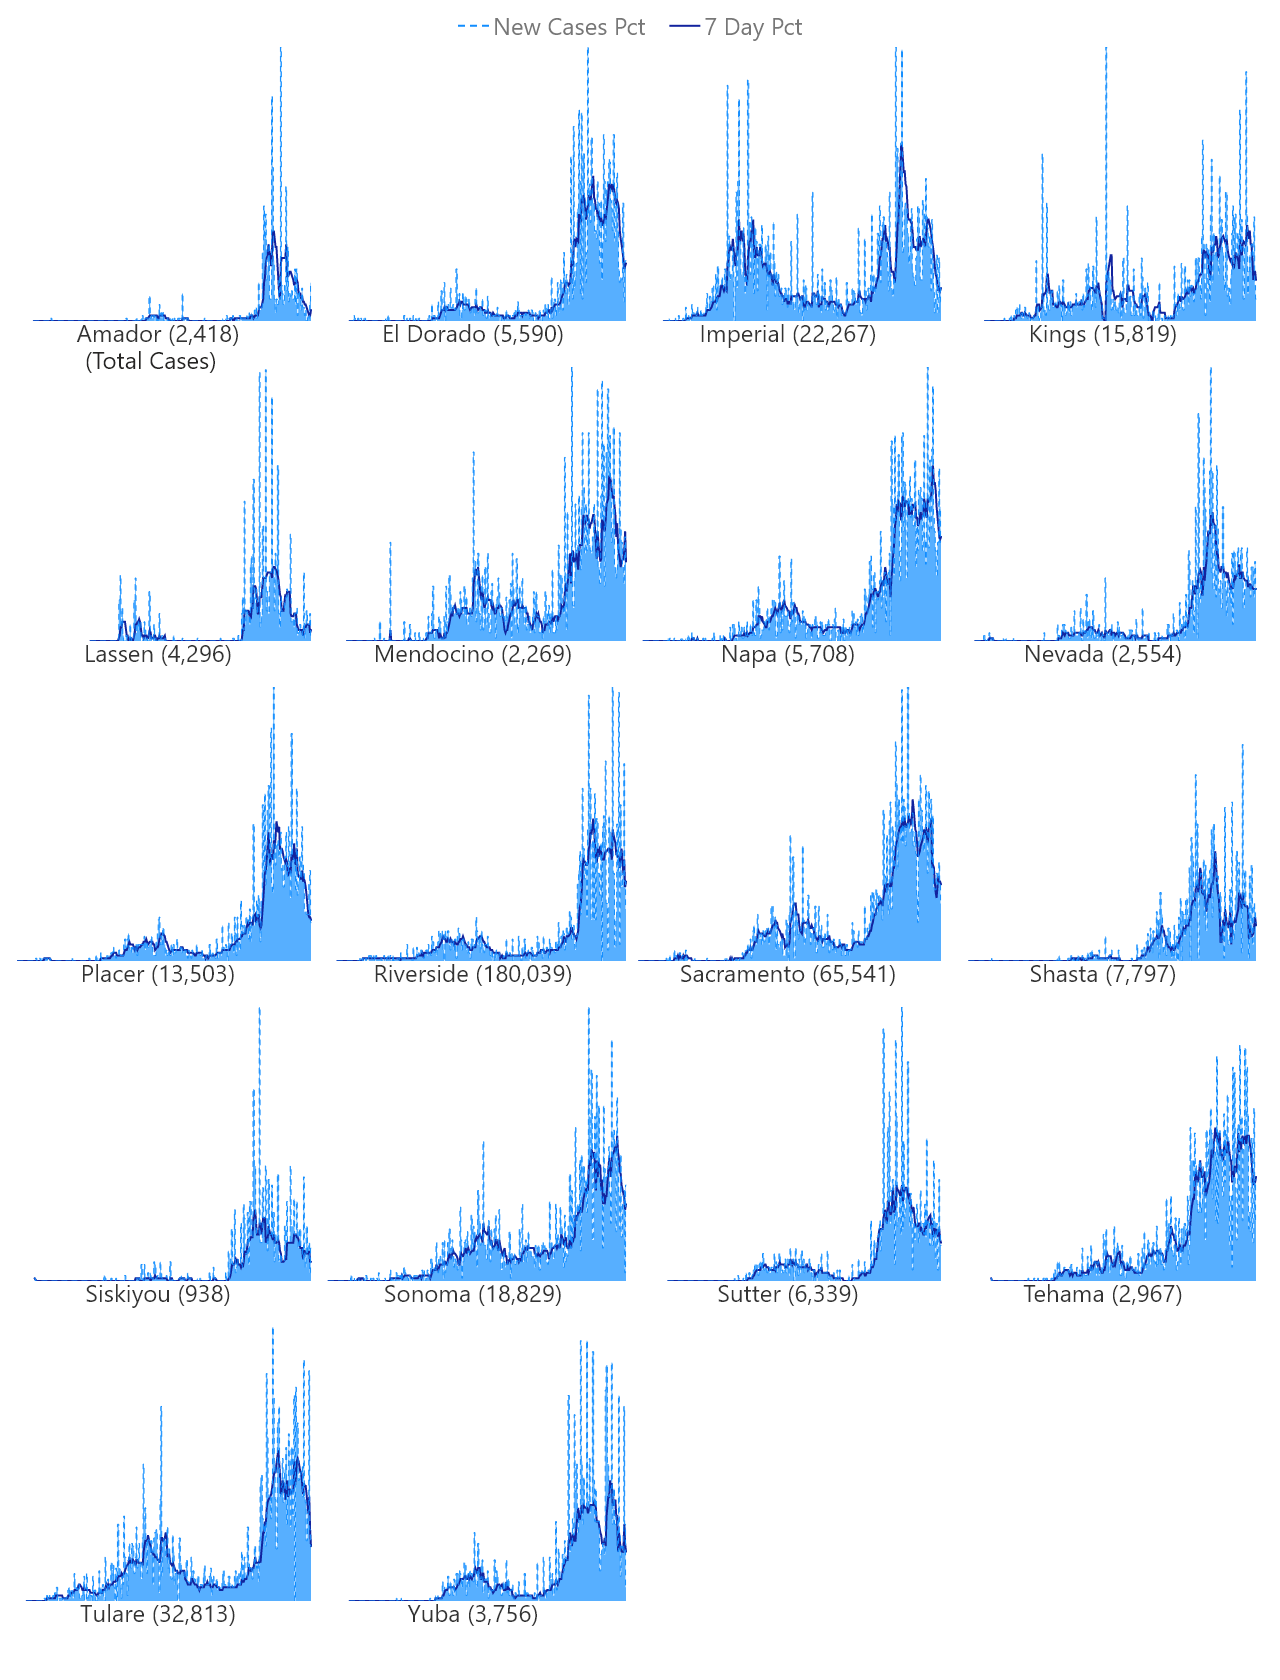 New Cases Pct 7 Day Pct
Amador (2,418) El Dorado (5,590) Imperial (22,267) Kings (15,819)
(Total Cases)
Lassen (4,296) Mendocino (2,269) Napa (5,708) Nevada (2,554)
Placer (13,503) Riverside (180,039) Sacramento (65,541) Shasta (7,797)
Siskiyou (938) Sonoma (18,829) Sutter (6,339) Tehama (2,967)
Tulare (32,813) Yuba (3,756)